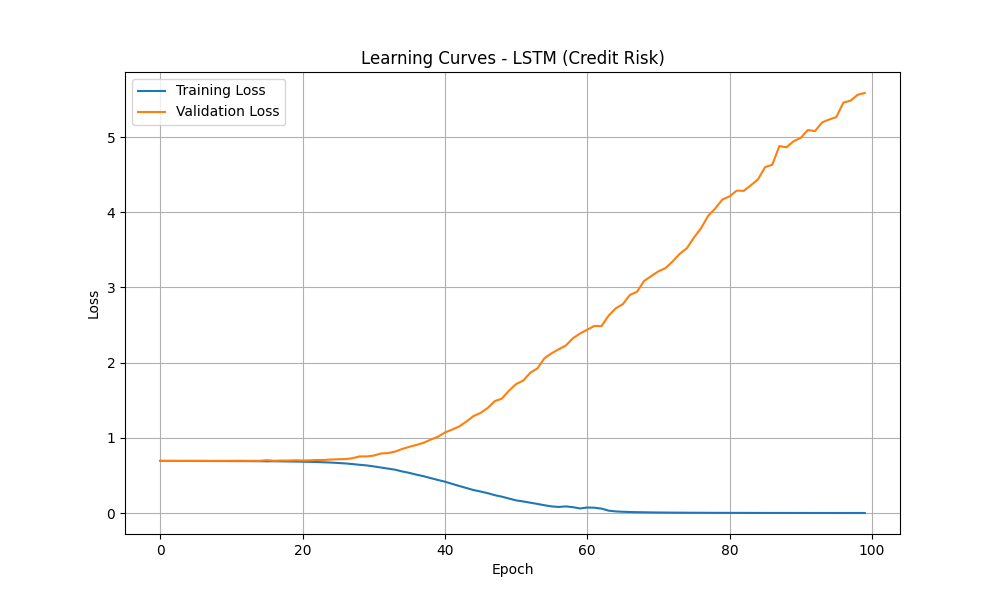 Learning Curves - LSTM (Credit Risk)
Training Loss
Validation Loss
5
4
3
2
1
0
Loss
0 20 40 60 80 100
Epoch